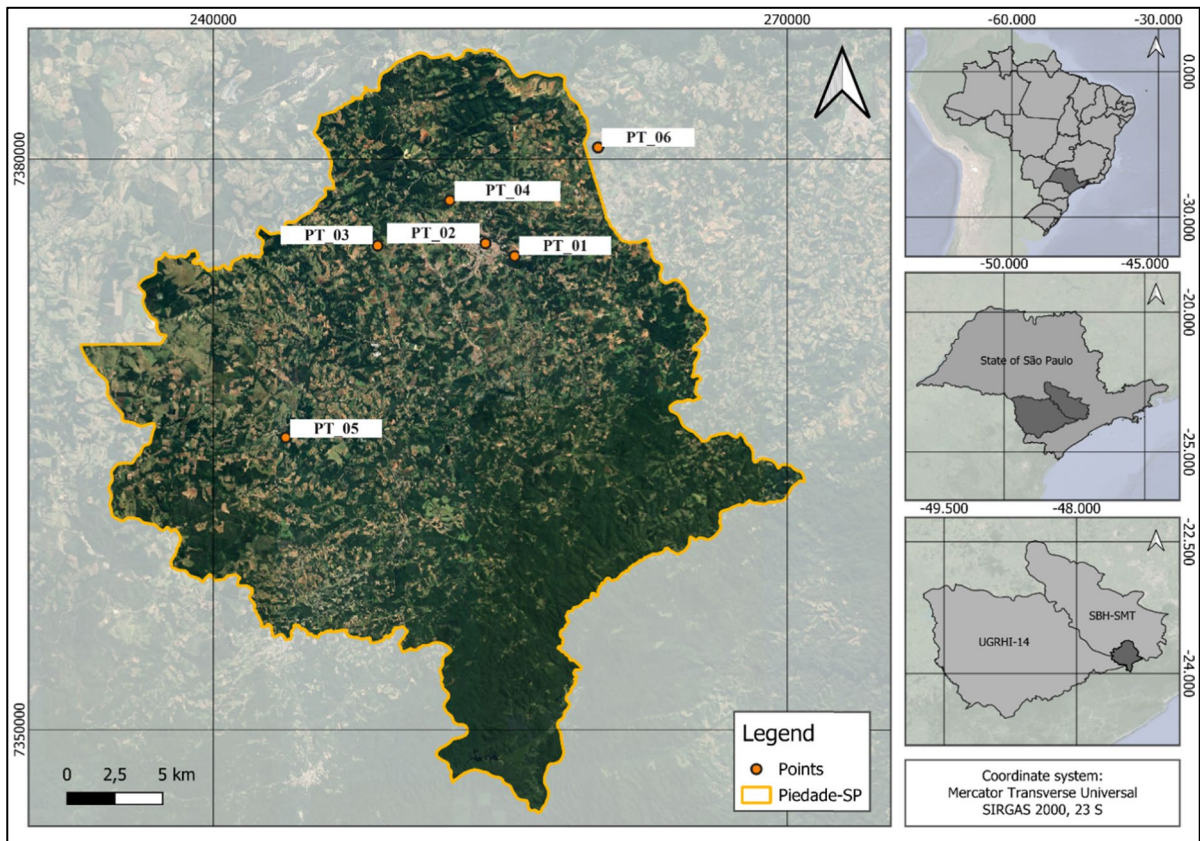 240000
270000
7380000
7350000
PT_06
PT_04
PT_03
PT_02
PT_01
PT_05
0 2,5 5 km
Legend
Points
Piedade-SP
-60.000
-30.000
0.000
-30.000
-50.000
-45.000
-20.000
-25.000
State of São Paulo
-49.500
-48.000
-22.500
-24.000
SBH-SMT
UGRHI-14
Coordinate system:
Mercator Transverse Universal
SIRGAS 2000, 23 S